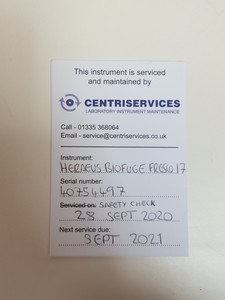 This instrument is serviced
and maintained by
CENTRISERVICES
LABORATORY INSTRUMENT MAINTENANCE
Call - 01335 368064
Email - service@centriservices.co.uk
Instrument:
HERAEUS BIOFUGE FRESCO 17
Serial number:
40754497
Serviced on: SAFETY CHECK
28 SEPT 2020
Next service due:
SEPT 2021